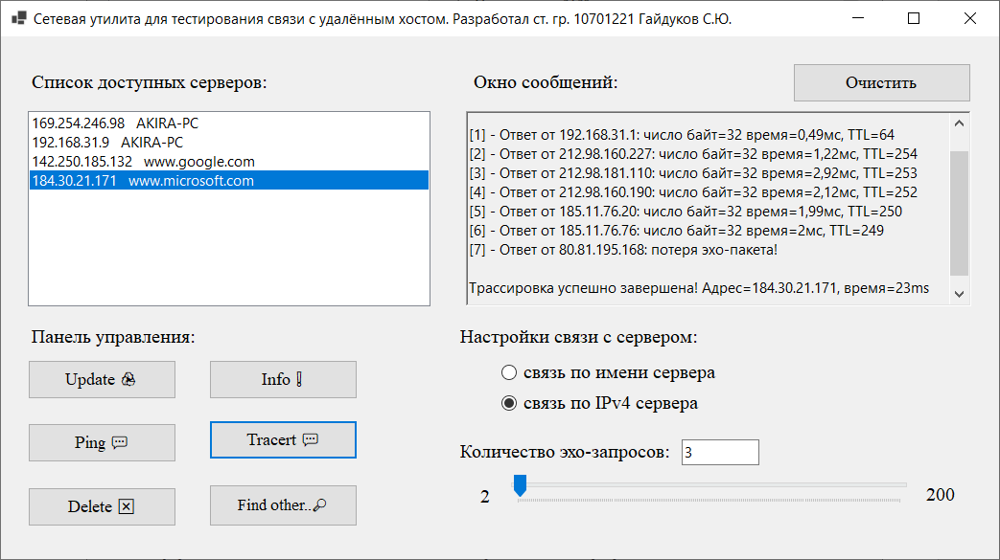 Сетевая утилита для тестирования связи с удалённым хостом. Разработал ст. гр. 10701221 Гайдуков С.Ю.
Список доступных серверов:
169.254.246.98 AKIRA-PC
192.168.31.9 AKIRA-PC
142.250.185.132 www.google.com
184.30.21.171 www.microsoft.com
Окно сообщений:
Очистить
[1] - Ответ от 192.168.31.1: число байт=32 время=0,49мс, TTL=64
[2] - Ответ от 212.98.160.227: число байт=32 время=1,22мс, TTL=254
[3] - Ответ от 212.98.181.110: число байт=32 время=2,92мс, TTL=253
[4] - Ответ от 212.98.160.190: число байт=32 время=2,12мс, TTL=252
[5] - Ответ от 185.11.76.20: число байт=32 время=1,99мс, TTL=250
[6] - Ответ от 185.11.76.76: число байт=32 время=2мс, TTL=249
[7] - Ответ от 80.81.195.168: потеря эхо-пакета!
Трассировка успешно завершена! Адрес=184.30.21.171, время=23ms
Панель управления:
Update
Info
Ping
Tracert
Delete
Find other..
Настройки связи с сервером:
связь по имени сервера
связь по IPv4 сервера
Количество эхо-запросов: 3
2
200